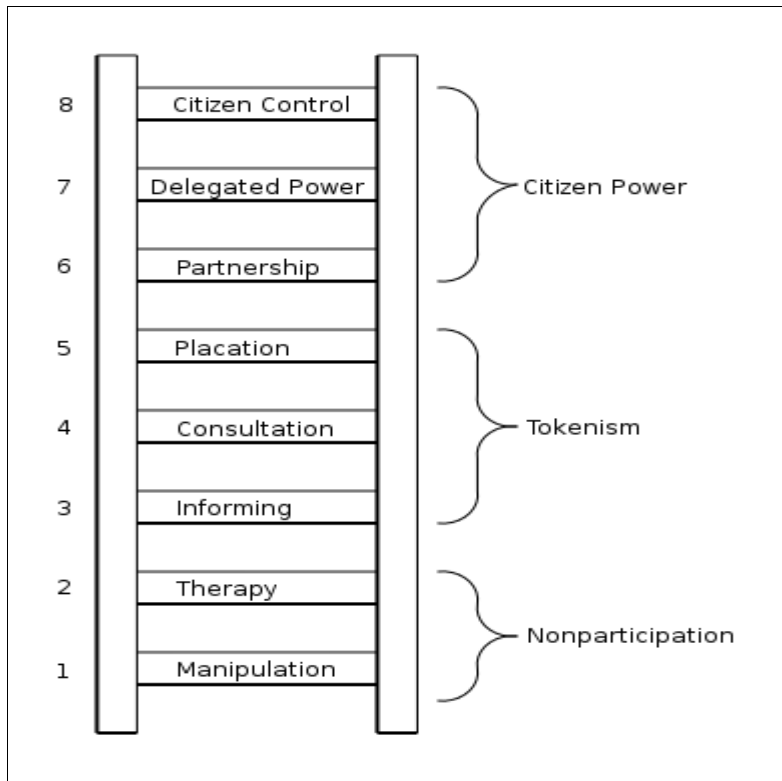 8 Citizen Control
7 Delegated Power
Citizen Power
6 Partnership
5 Placation
4 Consultation
Tokenism
3 Informing
2 Therapy
Nonparticipation
1 Manipulation